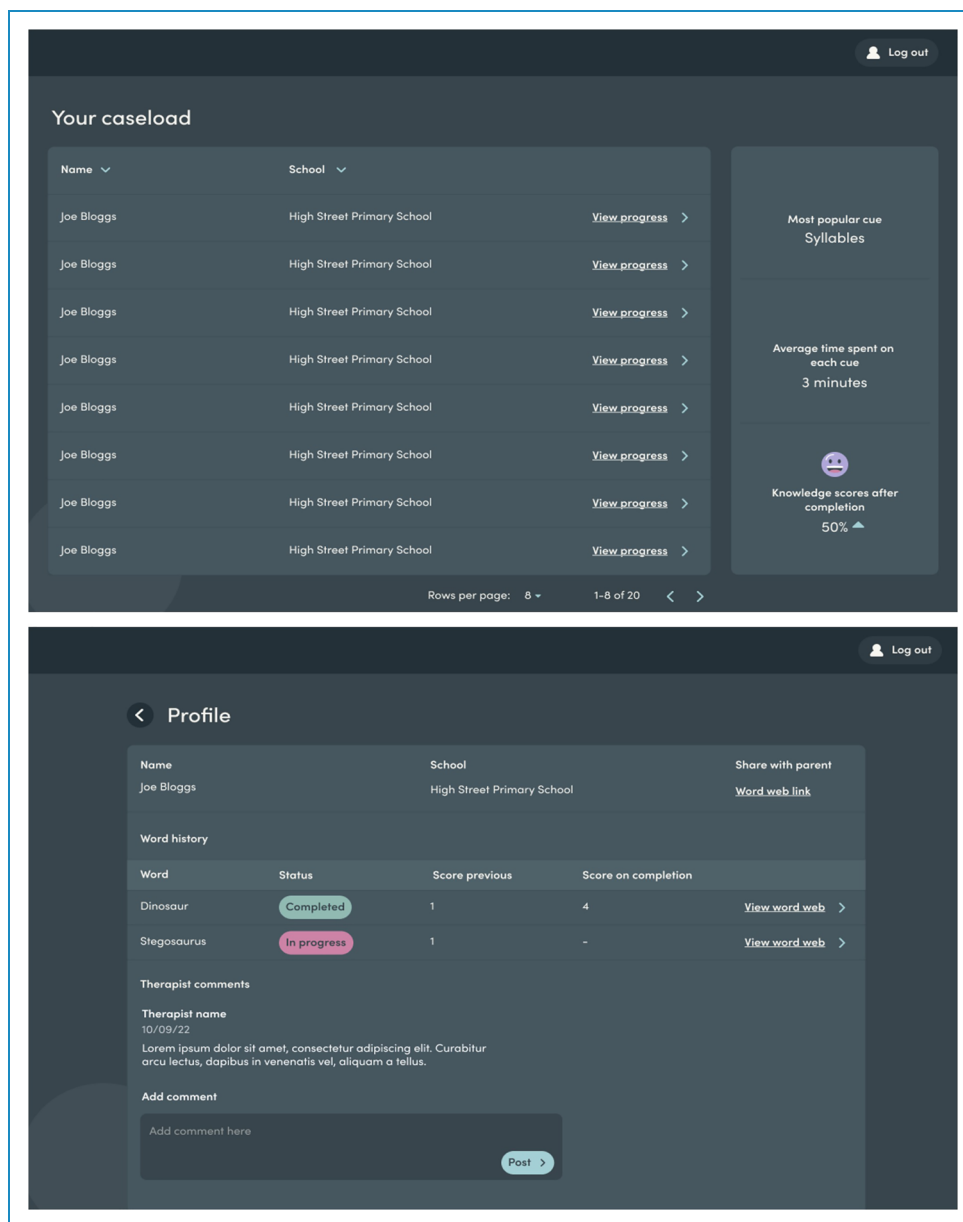 Log out
Your caseload
Name School
Joe Bloggs High Street Primary School View progress
Joe Bloggs High Street Primary School View progress
Joe Bloggs High Street Primary School View progress
Joe Bloggs High Street Primary School View progress
Joe Bloggs High Street Primary School View progress
Joe Bloggs High Street Primary School View progress
Joe Bloggs High Street Primary School View progress
Joe Bloggs High Street Primary School View progress
Rows per page: 8 1-8 of 20
Most popular cue
Syllables
Average time spent on
each cue
3 minutes
Knowledge scores after
completion
50%
Log out
Profile
Name School Share with parent
Joe Bloggs High Street Primary School Word web link
Word history
Word Status Score previous Score on completion
Dinosaur Completed 1 4 View word web
Stegosaurus In progress 1 - View word web
Therapist comments
Therapist name
10/09/22
Lorem ipsum dolor sit amet, consectetur adipiscing elit. Curabitur
arcu lectus, dapibus in venenatis vel, aliquam a tellus.
Add comment
Add comment here
Post